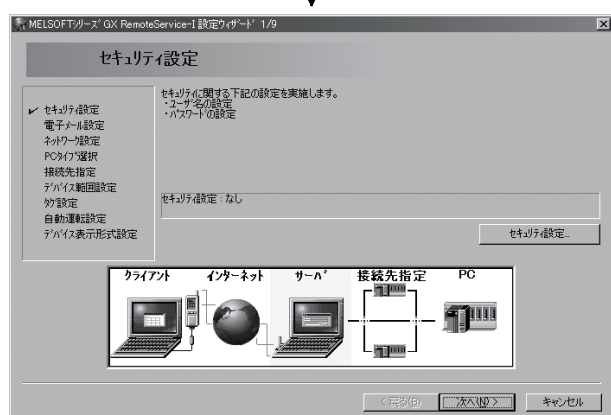 MELSOFTｼﾘｰｽﾞ GX RemoteService-I 設定ｳｨｻﾞｰﾄﾞ 1/9
セキュリティ設定
セキュリティ設定
電子メール設定
ネットワーク設定
PCタイプ選択
接続先指定
デバイス範囲設定
タグ設定
自動運転設定
デバイス表示形式設定
セキュリティに関する下記の設定を実施します。
・ユーザ名の設定
・パスワードの設定
セキュリティ設定：なし
セキュリティ設定...
クライアント インターネット サーバ 接続先指定 PC
< 戻る(B) 次へ(N) > キャンセル